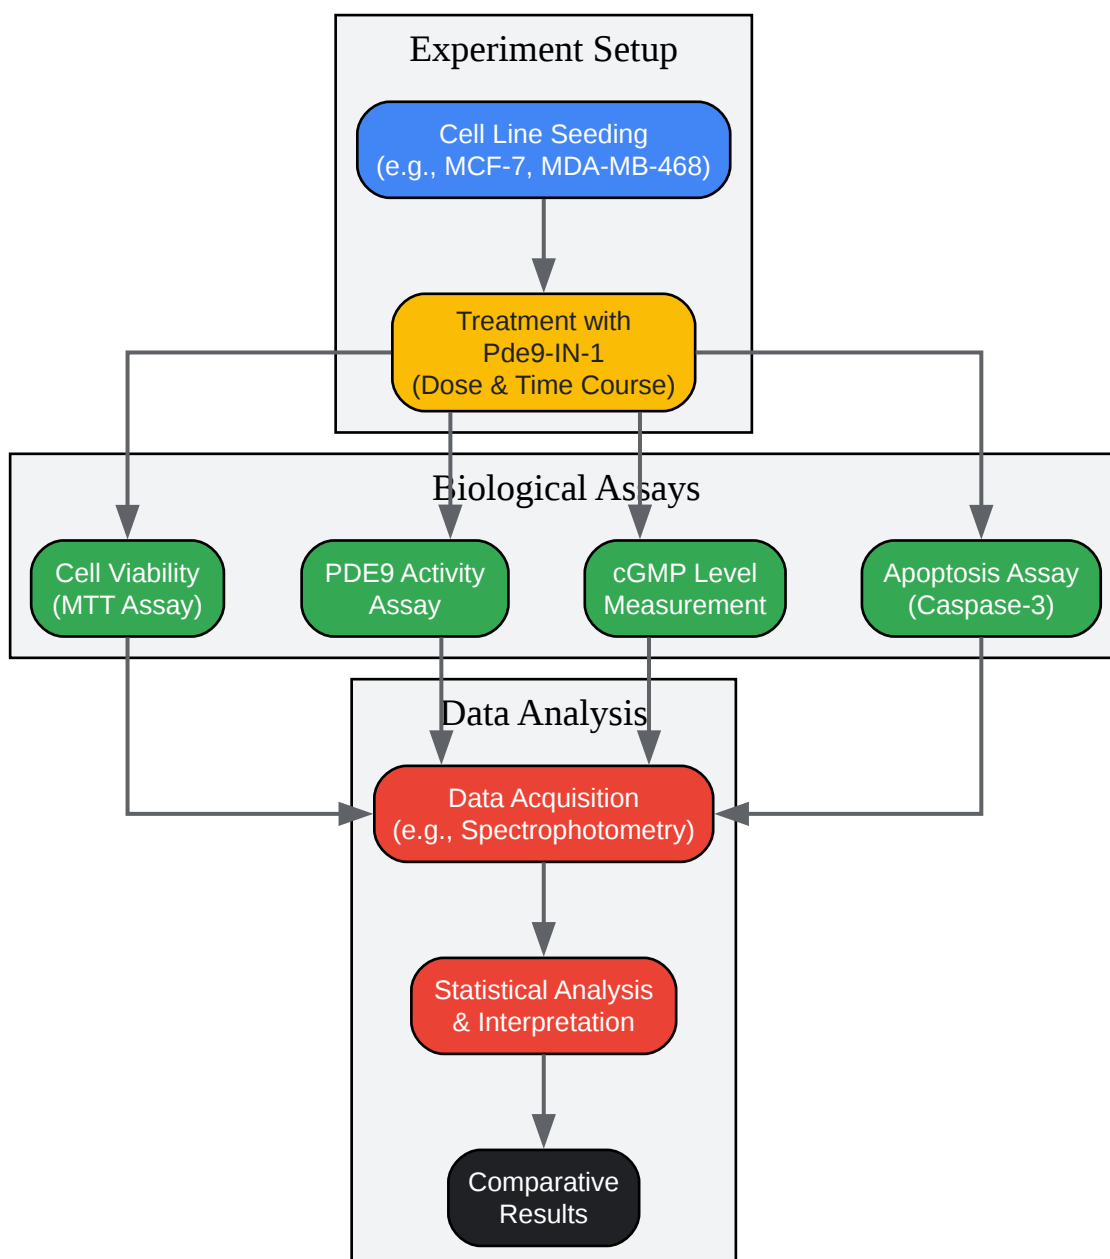 Experiment Setup
Cell Line Seeding
(e.g., MCF-7, MDA-MB-468)
Treatment with
Pde9-IN-1
(Dose & Time Course)
Biological Assays
Cell Viability
(MTT Assay)
PDE9 Activity
Assay
cGMP Level
Measurement
Apoptosis Assay
(Caspase-3)
Data Analysis
Data Acquisition
(e.g., Spectrophotometry)
Statistical Analysis
& Interpretation
Comparative
Results